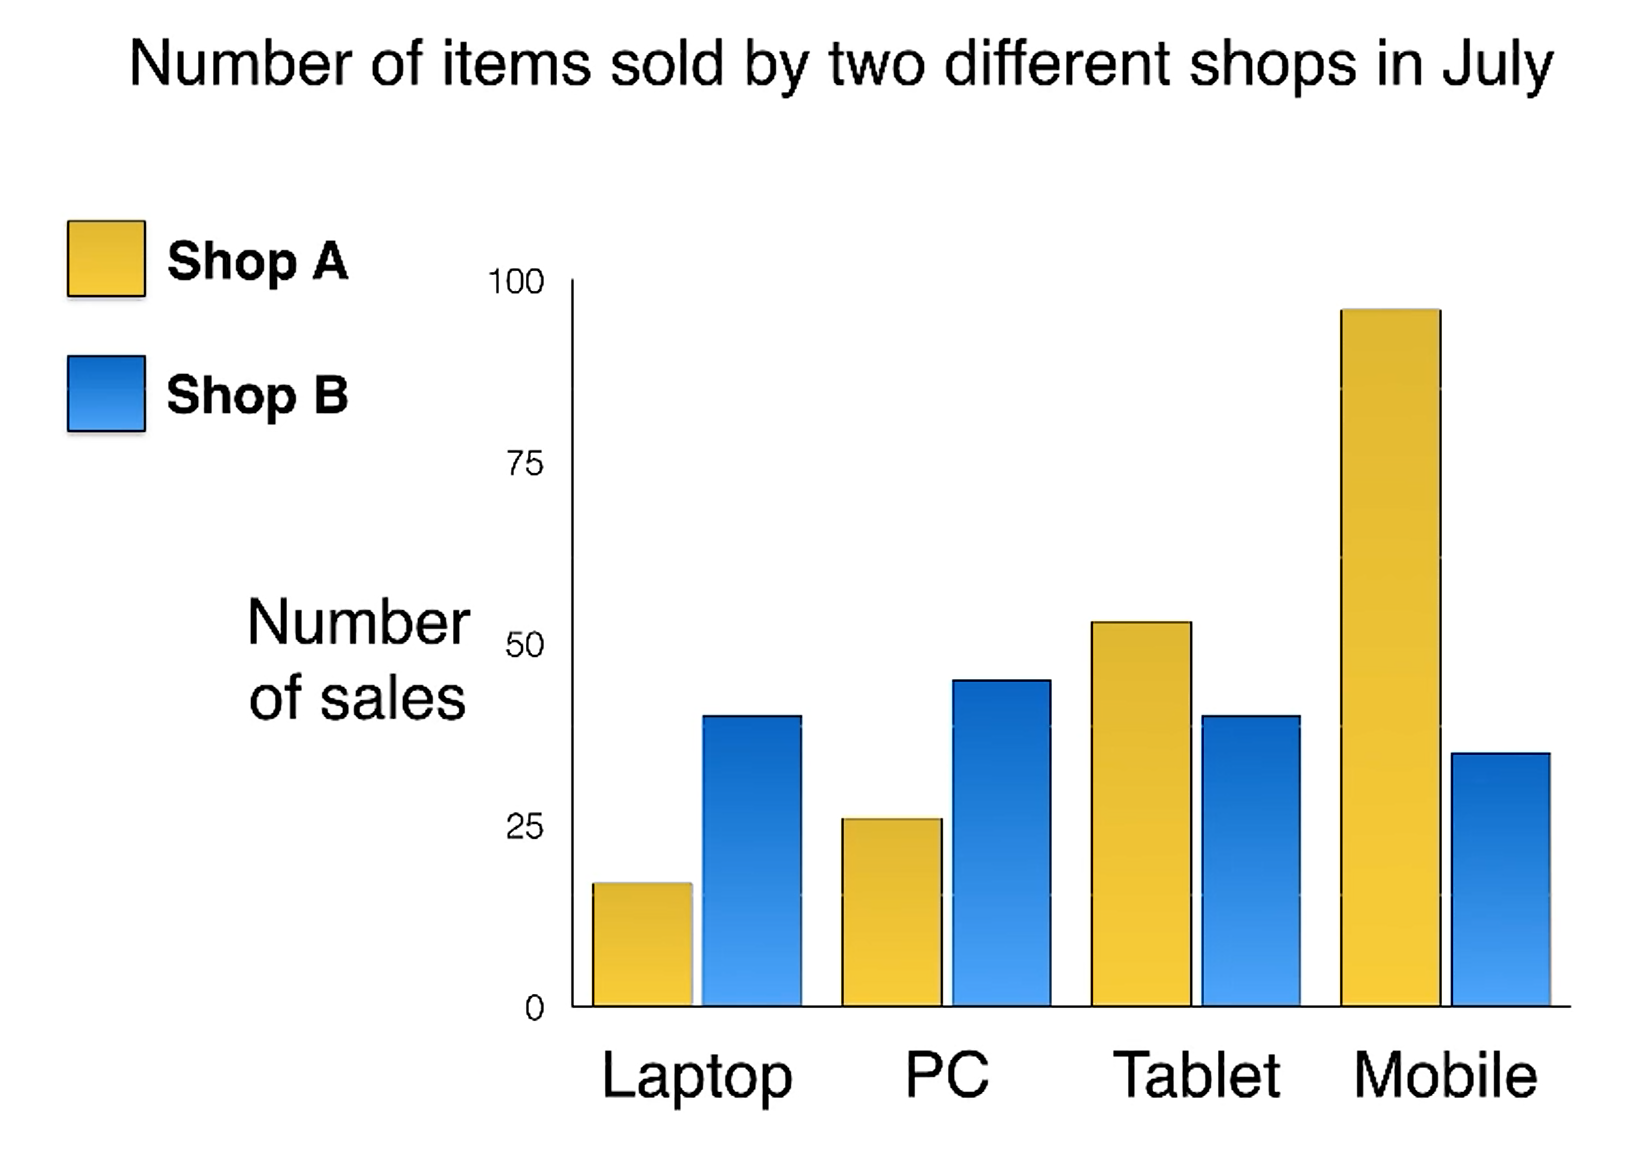 Number of items sold by two different shops in July
Shop A
Shop B
Number
of sales
100
75
50
25
0
Laptop PC Tablet Mobile